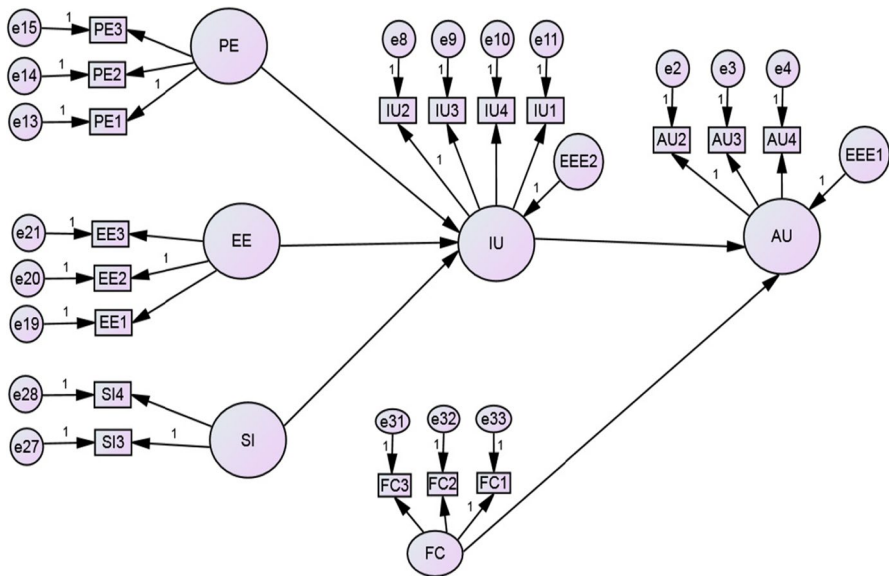 e15 1 PE3
e14 1 PE2
e13 1 PE1
1
PE
e21 1 EE3
e20 1 EE2
e19 1 EE1
1
EE
e28 1 SI4
e27 1 SI3
1
SI
e8 e9 e10 e11
1 1 1 1
IU2 IU3 IU4 IU1
1
EEE2
1
IU
e2 e3 e4
1 1 1
AU2 AU3 AU4
1
EEE1
1
AU
e31 e32 e33
1 1 1
FC3 FC2 FC1
1
FC